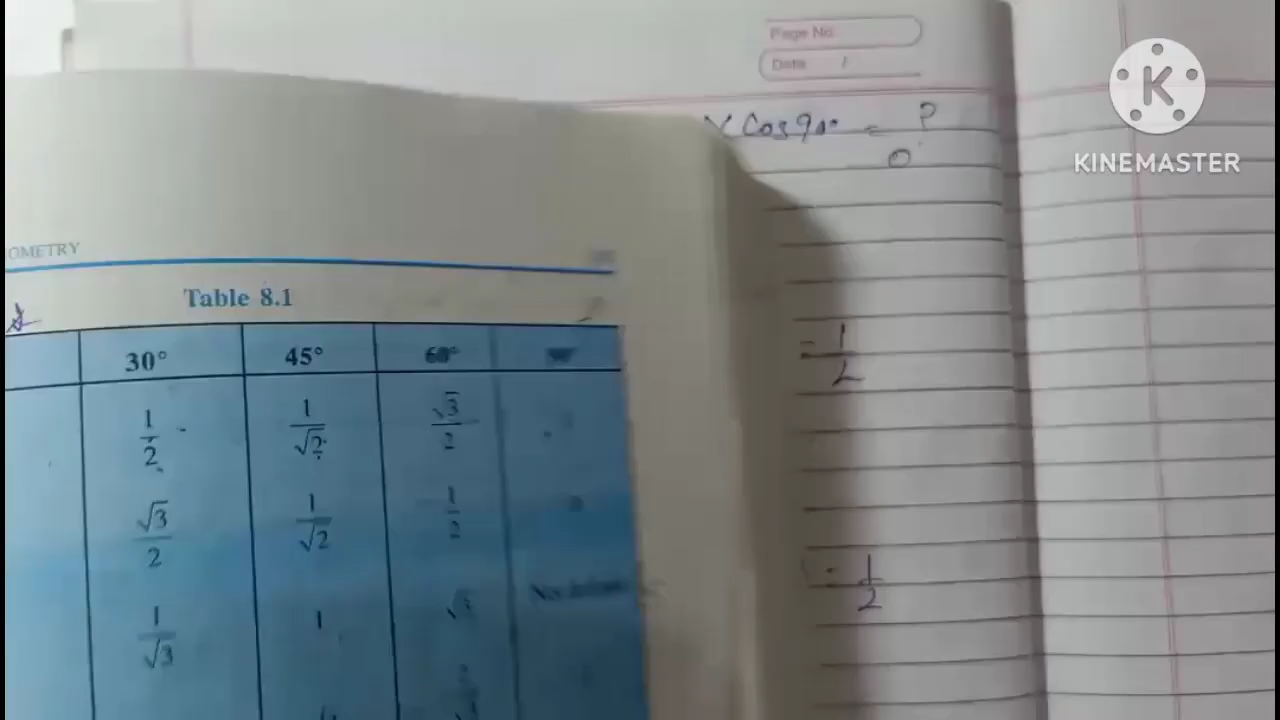 Page No.
Date /
KINEMASTER
× Cos 90° = ?
0
OMETRY
Table 8.1
30° 45° 60°
1/2 1/√2 √3/2
√3/2 1/√2 1/2
1/√3 1 √3
= 1/2
= 1/2